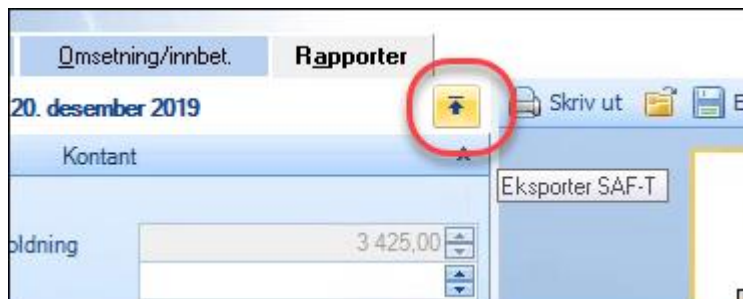 Omsetning/innbet. Rapporter
20. desember 2019
Skriv ut
Kontant
Eksporter SAF-T
3 425,00